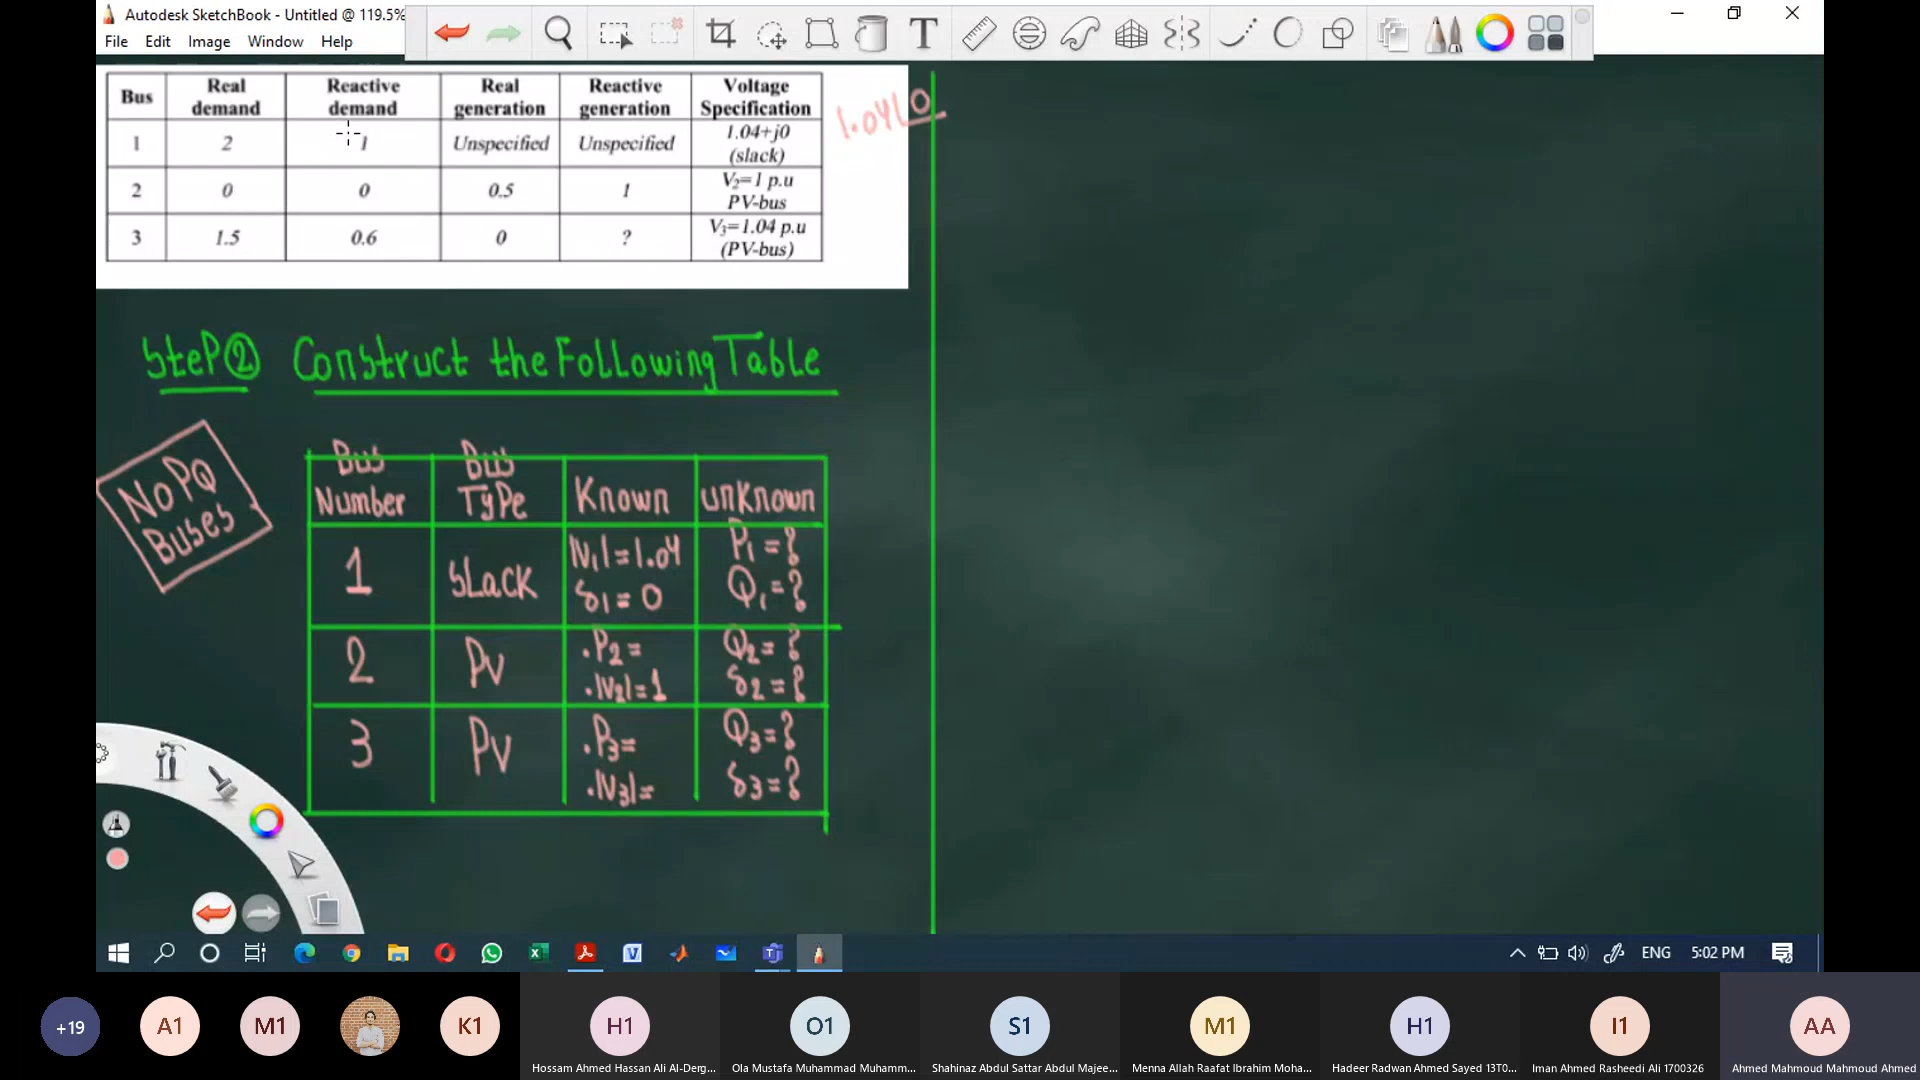 Autodesk SketchBook - Untitled @ 119.5%
File Edit Image Window Help
Bus Real demand Reactive demand Real generation Reactive generation Voltage Specification
1 2 1 Unspecified Unspecified 1.04+j0 (slack)
2 0 0 0.5 1 V2=1 p.u PV-bus
3 1.5 0.6 0 ? V3=1.04 p.u (PV-bus)
1.04∠0
Step② Construct the Following Table
No PQ
Buses
Bus Number Bus Type Known unknown
1 sLack |V1|=1.04 δ1=0 P1=? Q1=?
2 PV .P2= .|V2|=1 Q2=? δ2=?
3 PV .P3= .|V3|= Q3=? δ3=?
ENG 5:02 PM
+19 A1 M1 K1 H1 O1 S1 M1 H1 I1 AA
Hossam Ahmed Hassan Ali Al-Derg... Ola Mustafa Muhammad Muhamm... Shahinaz Abdul Sattar Abdul Majee... Menna Allah Raafat Ibrahim Moha... Hadeer Radwan Ahmed Sayed 13T0... Iman Ahmed Rasheedi Ali 1700326 Ahmed Mahmoud Mahmoud Ahmed